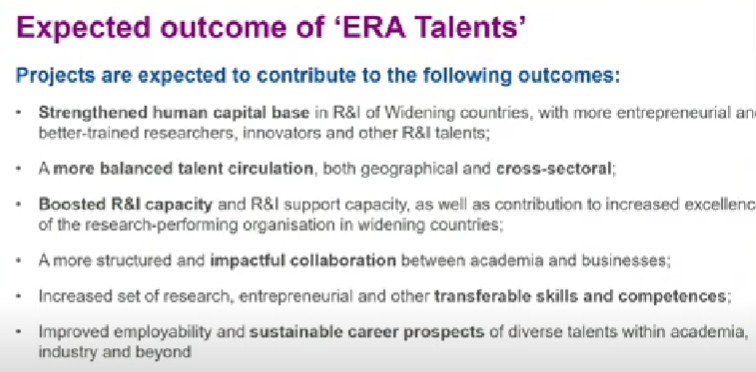 Expected outcome of ‘ERA Talents’
Projects are expected to contribute to the following outcomes:
• Strengthened human capital base in R&I of Widening countries, with more entrepreneurial an
better-trained researchers, innovators and other R&I talents;
• A more balanced talent circulation, both geographical and cross-sectoral;
• Boosted R&I capacity and R&I support capacity, as well as contribution to increased excellenc
of the research-performing organisation in widening countries;
• A more structured and impactful collaboration between academia and businesses;
• Increased set of research, entrepreneurial and other transferable skills and competences;
• Improved employability and sustainable career prospects of diverse talents within academia,
industry and beyond